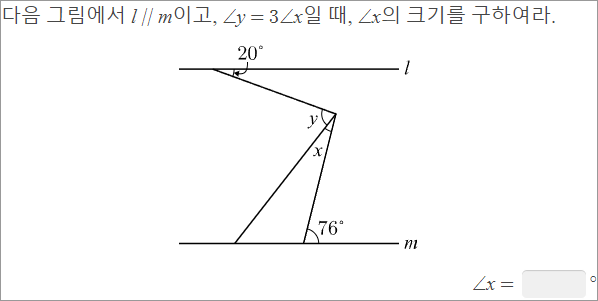 다음 그림에서 l // m이고, ∠y = 3∠x일 때, ∠x의 크기를 구하여라.
20°
l
y
x
76°
m
∠x = °